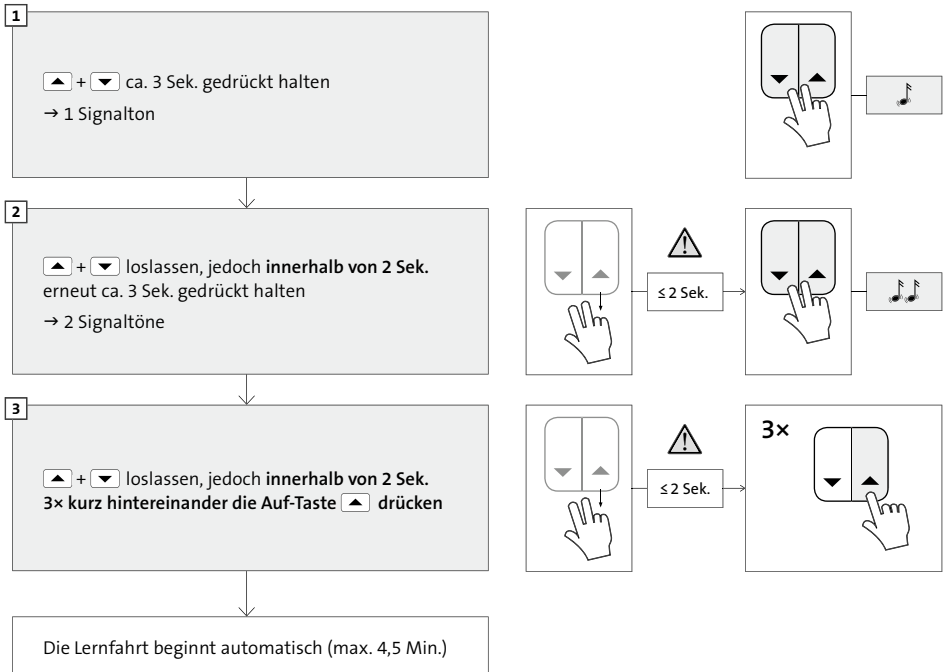 1
▲ + ▼ ca. 3 Sek. gedrückt halten
→ 1 Signalton
2
▲ + ▼ loslassen, jedoch innerhalb von 2 Sek.
erneut ca. 3 Sek. gedrückt halten
→ 2 Signaltöne
≤ 2 Sek.
3
▲ + ▼ loslassen, jedoch innerhalb von 2 Sek.
3× kurz hintereinander die Auf-Taste ▲ drücken
≤ 2 Sek.
3×
Die Lernfahrt beginnt automatisch (max. 4,5 Min.)